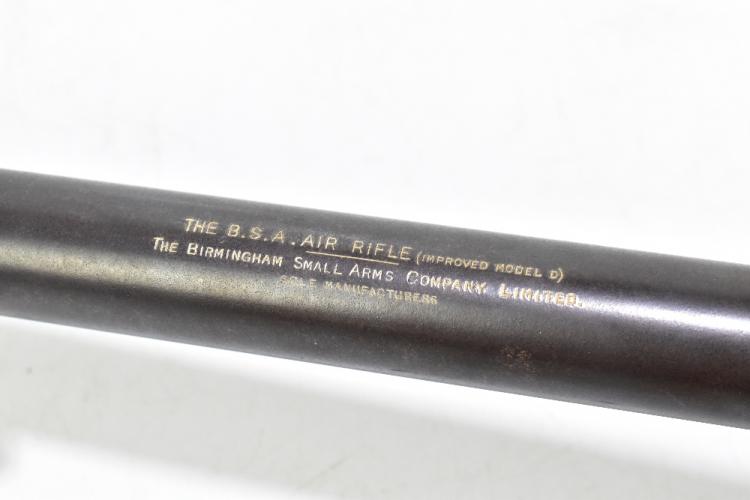 THE B.S.A. AIR RIFLE (IMPROVED MODEL D)
THE BIRMINGHAM SMALL ARMS COMPANY LIMITED.
SOLE MANUFACTURERS